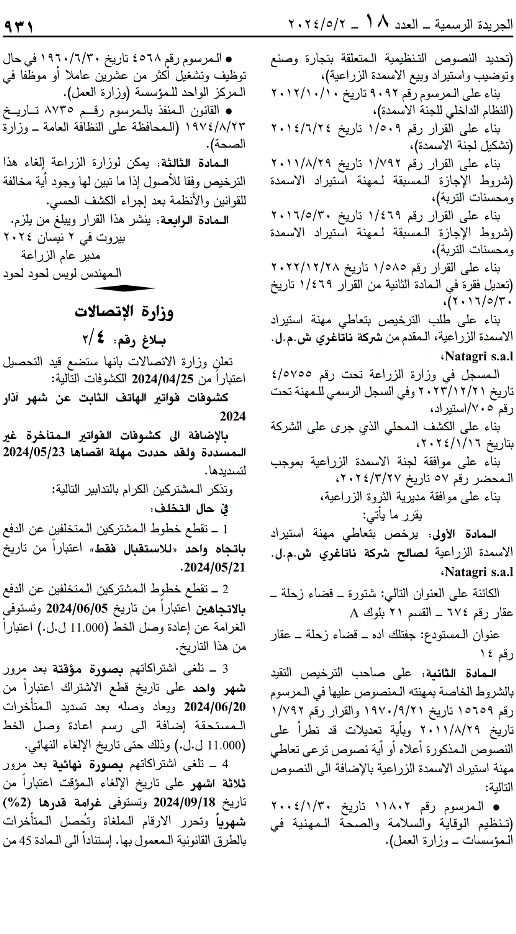 الجريدة الرسمية – العدد ١٨ – ٢٠٢٤/٥/٢
٩٣١
(تحديد النصوص التنظيمية المتعلقة بتجارة وصنع
وتوضيب واستيراد وبيع الاسمدة الزراعية)،
بناء على المرسوم رقم ٩٠٩٢ تاريخ ٢٠١٢/١٠/١٠
(النظام الداخلي للجنة الاسمدة)،
بناء على القرار رقم ١/٥٠٩ تاريخ ٢٠١٤/٦/٢٤
(تشكيل لجنة الاسمدة)،
بناء على القرار رقم ١/٧٩٢ تاريخ ٢٠١١/٨/٢٩
(شروط الإجازة المسبقة لمهنة استيراد الاسمدة
ومحسنات التربة)،
بناء على القرار رقم ١/٤٦٩ تاريخ ٢٠١٦/٥/٣٠
(شروط الإجازة المسبقة لمهنة استيراد الاسمدة
ومحسنات التربة)،
بناء على القرار رقم ١/٥٨٥ تاريخ ٢٠٢٢/١٢/٢٨
(تعديل فقرة في المادة الثانية من القرار ١/٤٦٩ تاريخ
٢٠١٦/٥/٣٠)،
بناء على طلب الترخيص بتعاطي مهنة استيراد
الاسمدة الزراعية، المقدم من شركة ناتاغري ش.م.ل.
Natagri s.a.l،
المسجل في وزارة الزراعة تحت رقم ٤/٥٧٥٥
تاريخ ٢٠٢٣/١٢/٢١ وفي السجل الرسمي للمهنة تحت
رقم ٧٠٥/استيراد،
بناء على الكشف المحلي الذي جرى على الشركة
بتاريخ ٢٠٢٤/١/١٦،
بناء على موافقة لجنة الاسمدة الزراعية بموجب
المحضر رقم ٥٧ تاريخ ٢٠٢٤/٣/٢٧،
بناء على موافقة مديرية الثروة الزراعية،
يقرر ما يأتي:
المادة الأولى: يرخص بتعاطي مهنة استيراد
الاسمدة الزراعية لصالح شركة ناتاغري ش.م.ل.
Natagri s.a.l،
الكائنة على العنوان التالي: شتورة – قضاء زحلة –
عقار رقم ٦٧٤ – القسم ٢١ بلوك A
عنوان المستودع: جفتلك اده – قضاء زحلة – عقار
رقم ١٤
المادة الثانية: على صاحب الترخيص التقيد
بالشروط الخاصة بمهنته المنصوص عليها في المرسوم
رقم ١٥٦٥٩ تاريخ ١٩٧٠/٩/٢١ والقرار رقم ١/٧٩٢
تاريخ ٢٠١١/٨/٢٩ وبأية تعديلات قد تطرأ على
النصوص المذكورة أعلاه أو أية نصوص ترعى تعاطي
مهنة استيراد الاسمدة الزراعية بالإضافة الى النصوص
التالية:
• المرسوم رقم ١١٨٠٢ تاريخ ٢٠٠٤/١/٣٠
(تنظيم الوقاية والسلامة والصحة المهنية في
المؤسسات – وزارة العمل).
• المرسوم رقم ٤٥٦٨ تاريخ ١٩٦٠/٦/٣٠ في حال
توظيف وتشغيل أكثر من عشرين عاملا أو موظفا في
المركز الواحد للمؤسسة (وزارة العمل).
• القانون المنفذ بالمرسوم رقم ٨٧٣٥ تاريخ
١٩٧٤/٨/٢٣ (المحافظة على النظافة العامة – وزارة
الصحة).
المادة الثالثة: يمكن لوزارة الزراعة إلغاء هذا
الترخيص وفقا للأصول إذا ما تبين لها وجود أية مخالفة
للقوانين والأنظمة بعد إجراء الكشف الحسي.
المادة الرابعة: ينشر هذا القرار ويبلغ من يلزم.
بيروت في ٢ نيسان ٢٠٢٤
مدير عام الزراعة
المهندس لويس لحود لحود
وزارة الإتصالات
بلاغ رقم: ٢/٤
تعلن وزارة الاتصالات بانها ستضع قيد التحصيل
اعتباراً من 2024/04/25 الكشوفات التالية:
كشوفات فواتير الهاتف الثابت عن شهر آذار
2024
بالإضافة الى كشوفات الفواتير المتأخرة غير
المسددة ولقد حددت مهلة اقصاها 2024/05/23
لتسديدها.
وتذكر المشتركين الكرام بالتدابير التالية:
في حال التخلف:
1 – تقطع خطوط المشتركين المتخلفين عن الدفع
باتجاه واحد «للاستقبال فقط» اعتباراً من تاريخ
2024/05/21.
2 – تقطع خطوط المشتركين المتخلفين عن الدفع
بالاتجاهين اعتباراً من تاريخ 2024/06/05 وتستوفى
الغرامة عن إعادة وصل الخط (11.000 ل.ل.) اعتباراً
من هذا التاريخ.
3 – تلغى اشتراكاتهم بصورة مؤقتة بعد مرور
شهر واحد على تاريخ قطع الاشتراك اعتباراً من
2024/06/20 ويعاد وصله بعد تسديد المتأخرات
المستحقة إضافة الى رسم اعادة وصل الخط
(11.000 ل.ل.) وذلك حتى تاريخ الإلغاء النهائي.
4 – تلغى اشتراكاتهم بصورة نهائية بعد مرور
ثلاثة اشهر على تاريخ الإلغاء المؤقت اعتباراً من
تاريخ 2024/09/18 وتستوفى غرامة قدرها (2%)
شهرياً وتحرر الارقام الملغاة وتُحصل المتأخرات
بالطرق القانونية المعمول بها. إستناداً الى المادة 45 من